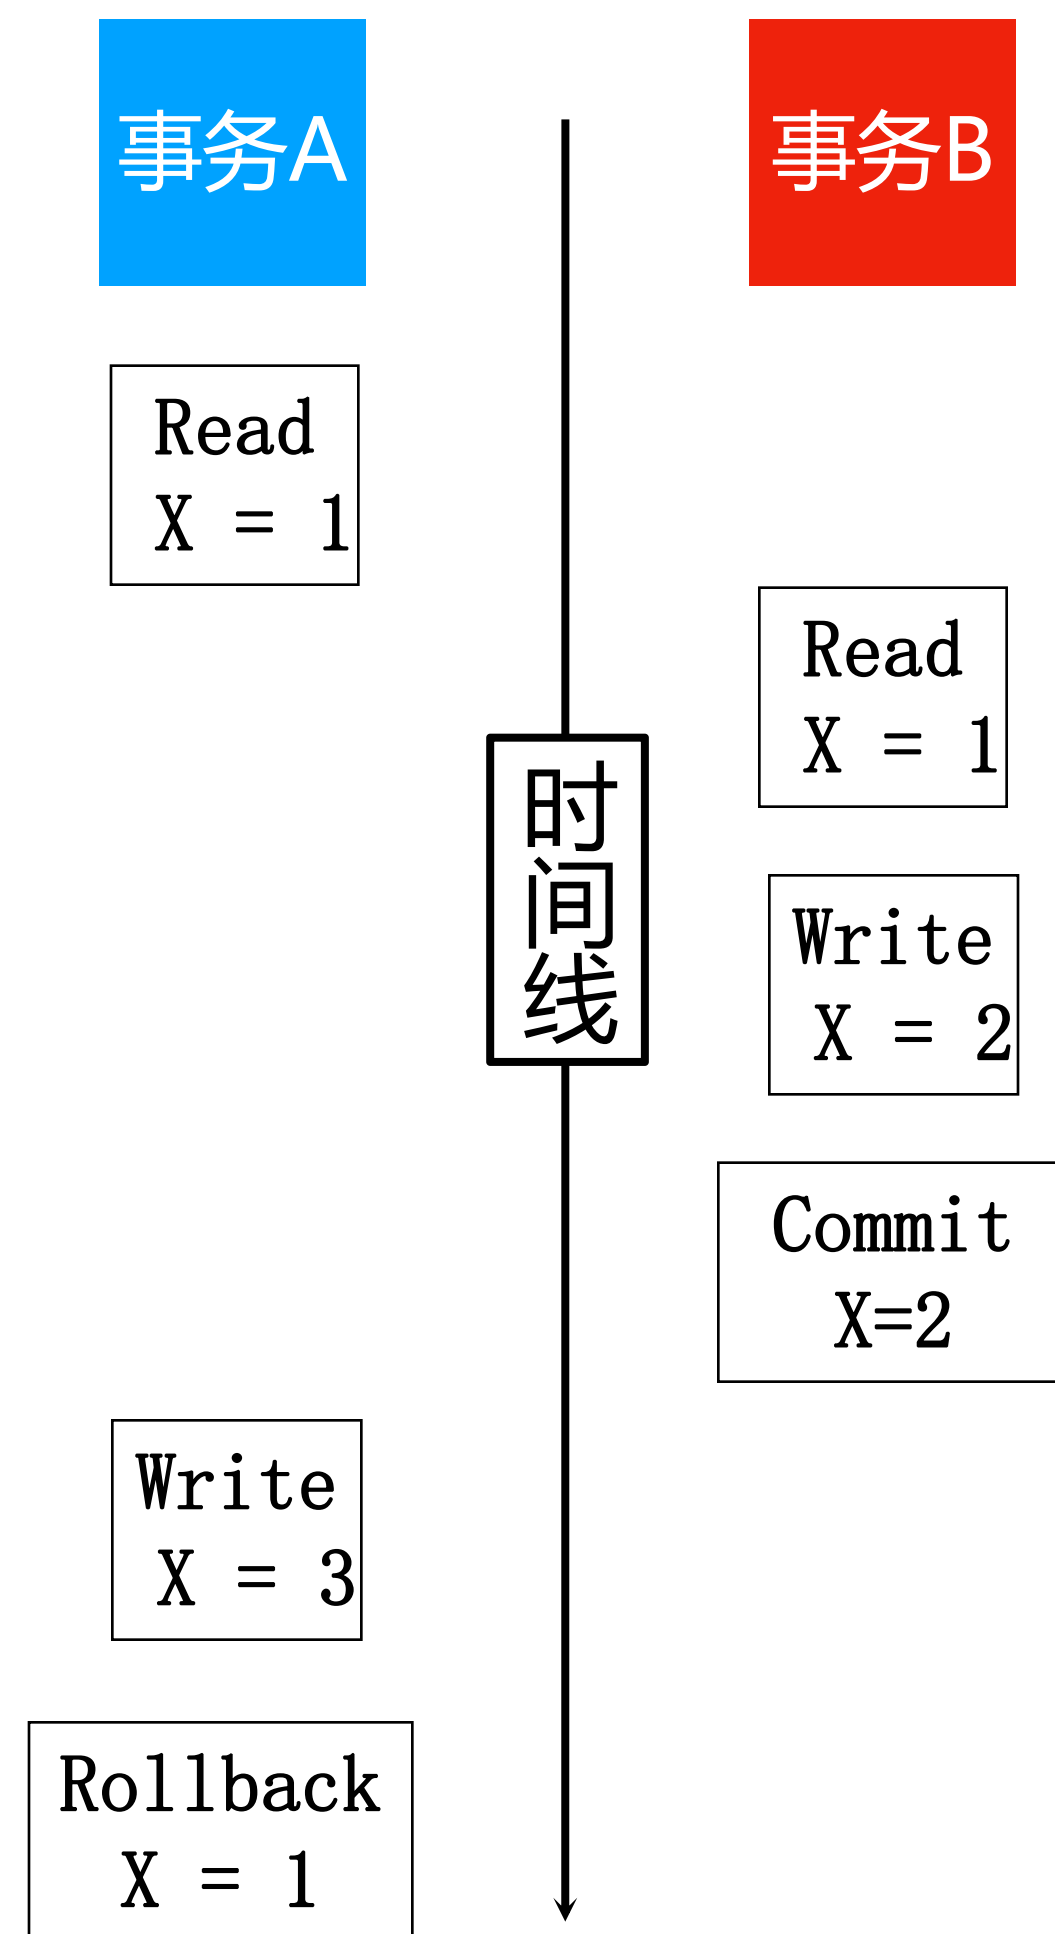 事务A
事务B
Read
X = 1
Read
X = 1
时间线
Write
X = 2
Commit
X=2
Write
X = 3
Rollback
X = 1